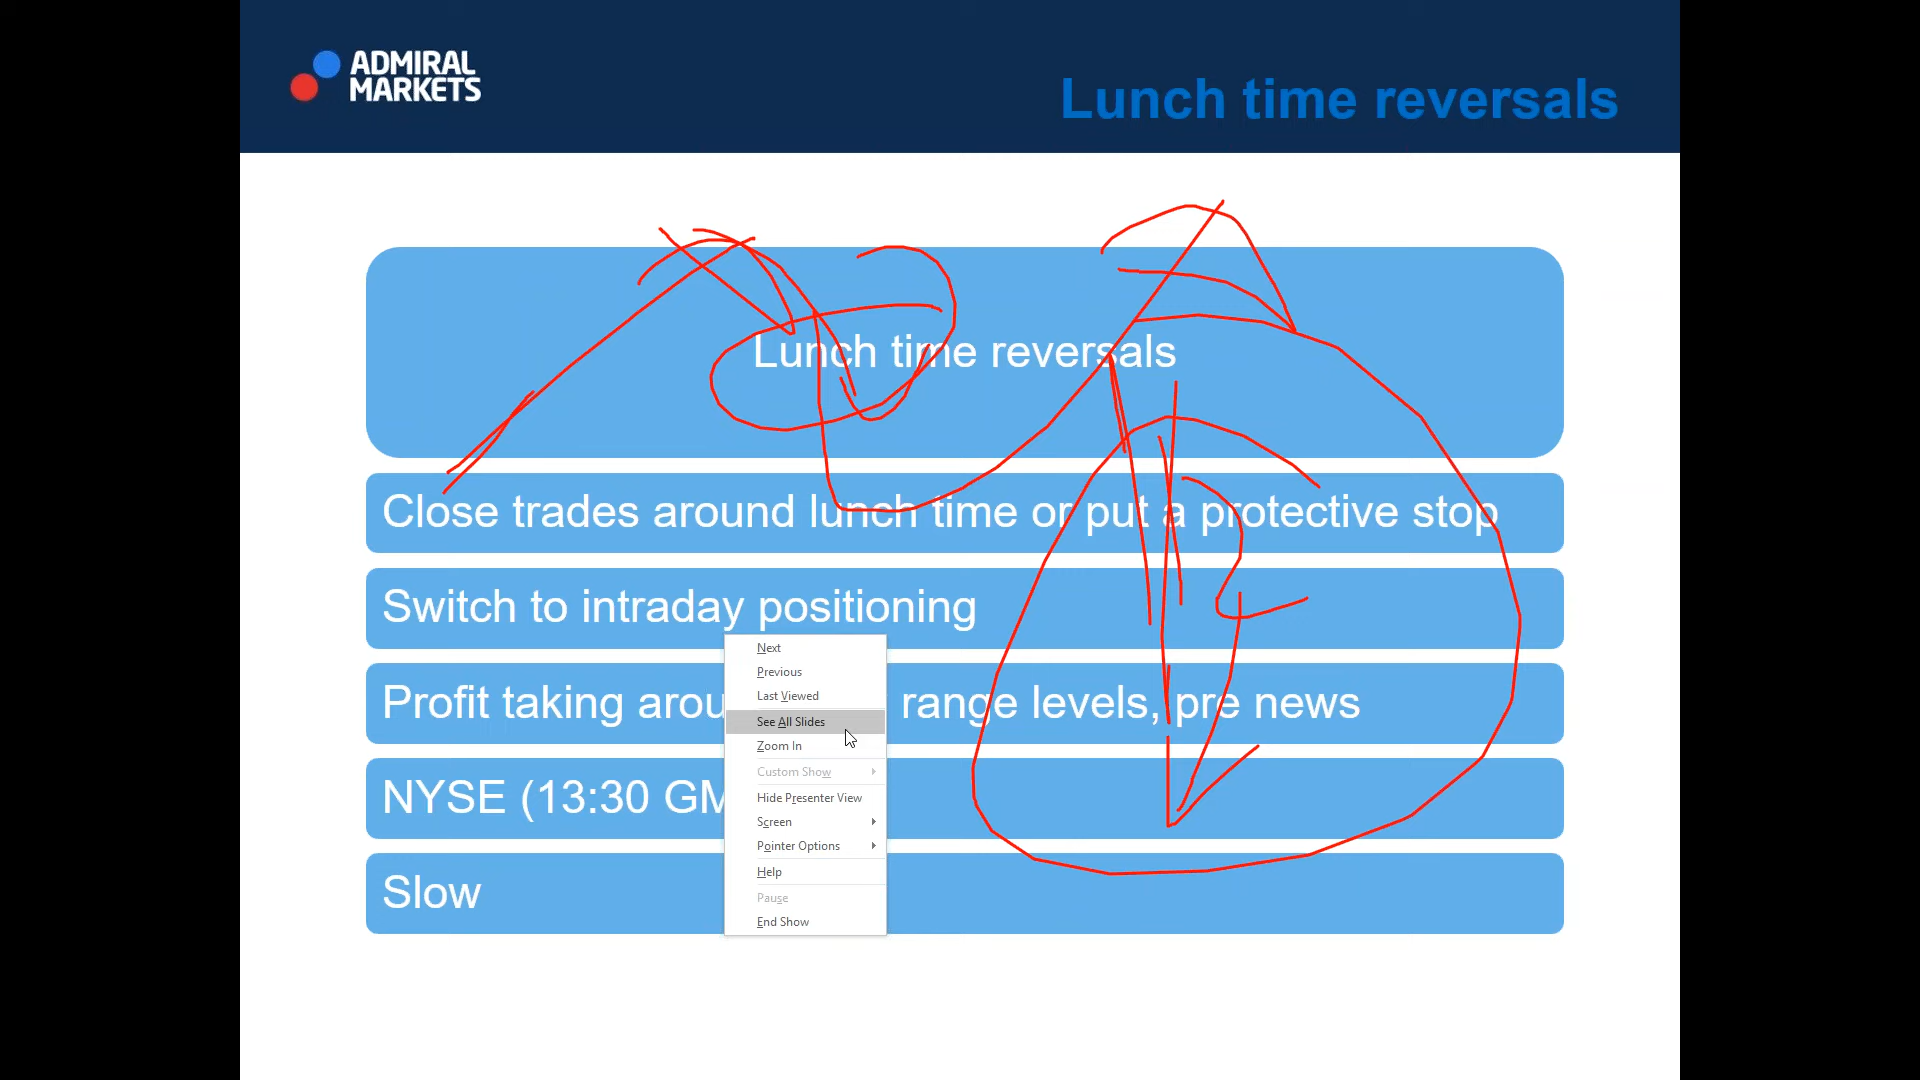 ADMIRAL
MARKETS
Lunch time reversals
Lunch time reversals
Close trades around lunch time or put a protective stop
Switch to intraday positioning
Profit taking range levels, pre news
NYSE (13:30
Slow
Next
Previous
Last Viewed
See All Slides
Zoom In
Custom Show
Hide Presenter View
Screen
Pointer Options
Help
Pause
End Show